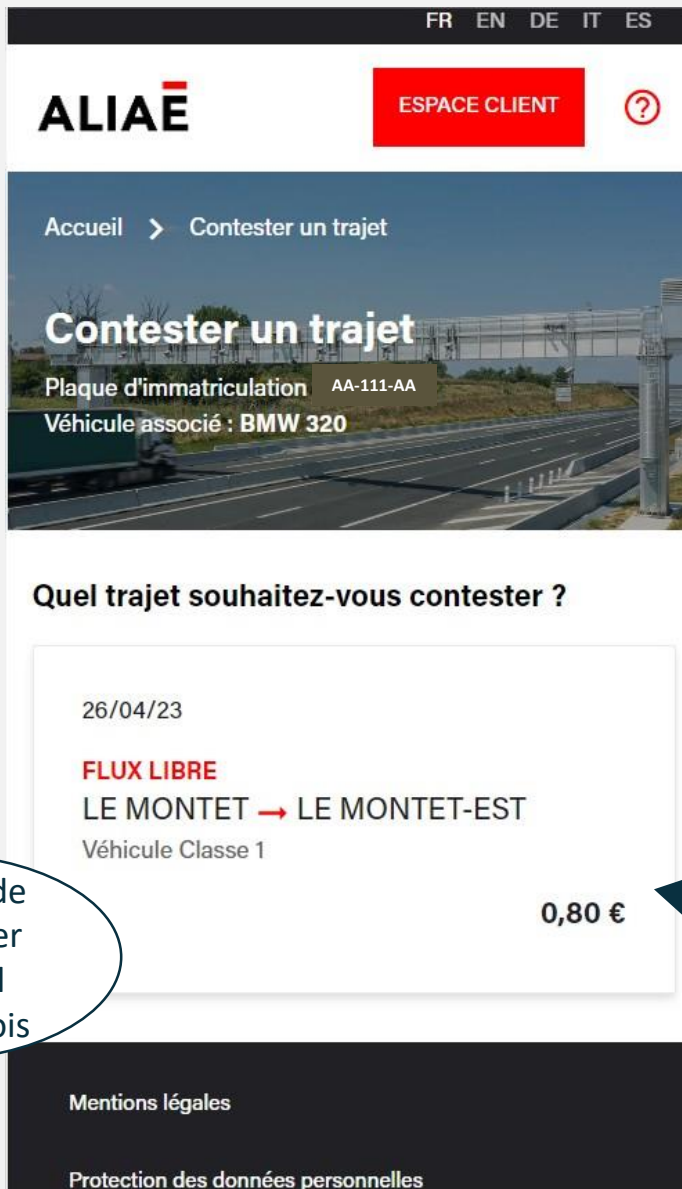 FR EN DE IT ES
ALIAE
ESPACE CLIENT
?
Accueil > Contester un trajet
Contester un trajet
Plaque d'immatriculation AA-111-AA
Véhicule associé : BMW 320
Quel trajet souhaitez-vous contester ?
26/04/23
FLUX LIBRE
LE MONTET → LE MONTET-EST
Véhicule Classe 1
0,80 €
de
Mentions légales
Protection des données personnelles